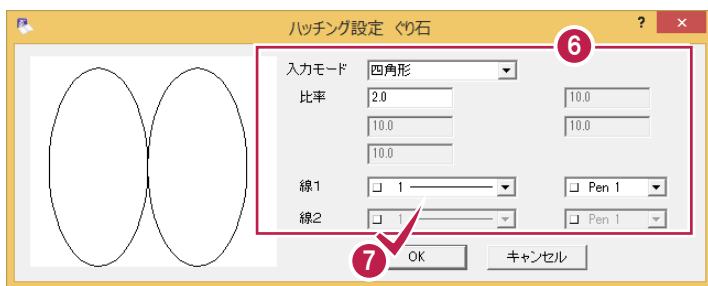 ハッチング設定 ぐり石 ? ×
6
入力モード 四角形
比率 2.0 10.0
10.0 10.0
10.0
線1 1 Pen 1
線2 1 Pen 1
7 OK キャンセル